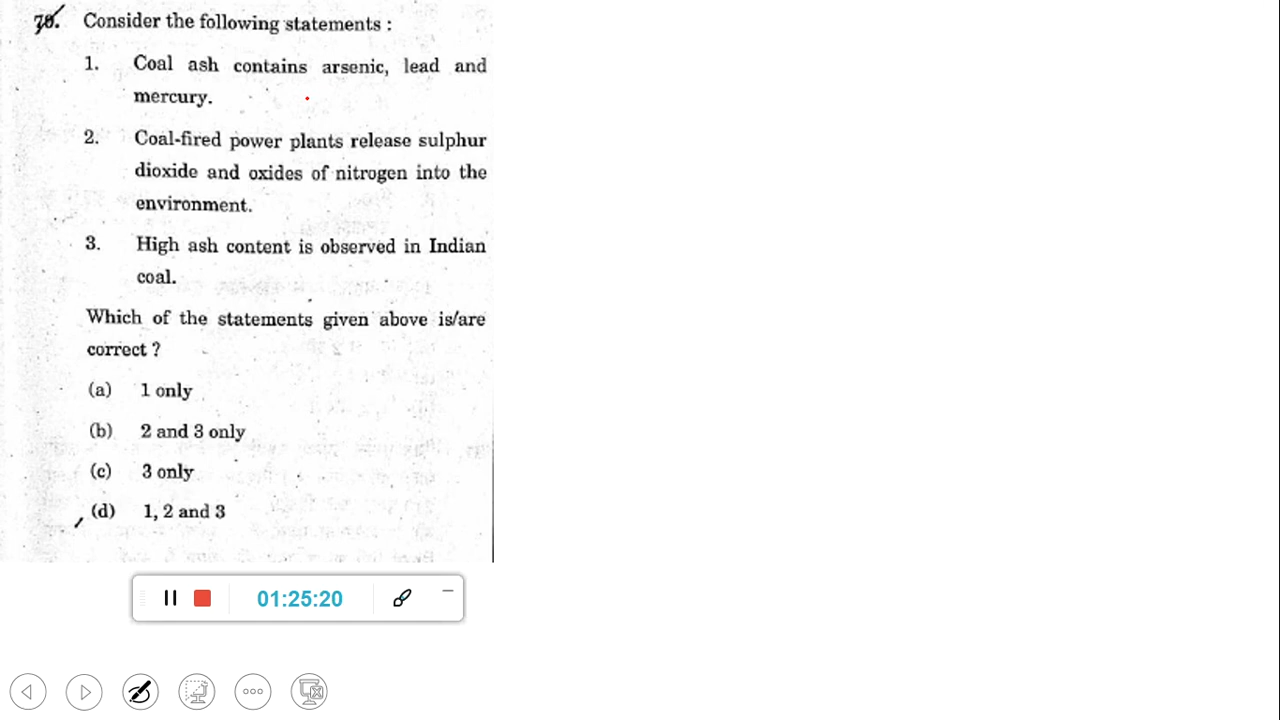 70. Consider the following statements :
1. Coal ash contains arsenic, lead and
mercury.
2. Coal-fired power plants release sulphur
dioxide and oxides of nitrogen into the
environment.
3. High ash content is observed in Indian
coal.
Which of the statements given above is/are
correct ?
(a) 1 only
(b) 2 and 3 only
(c) 3 only
(d) 1, 2 and 3
01:25:20